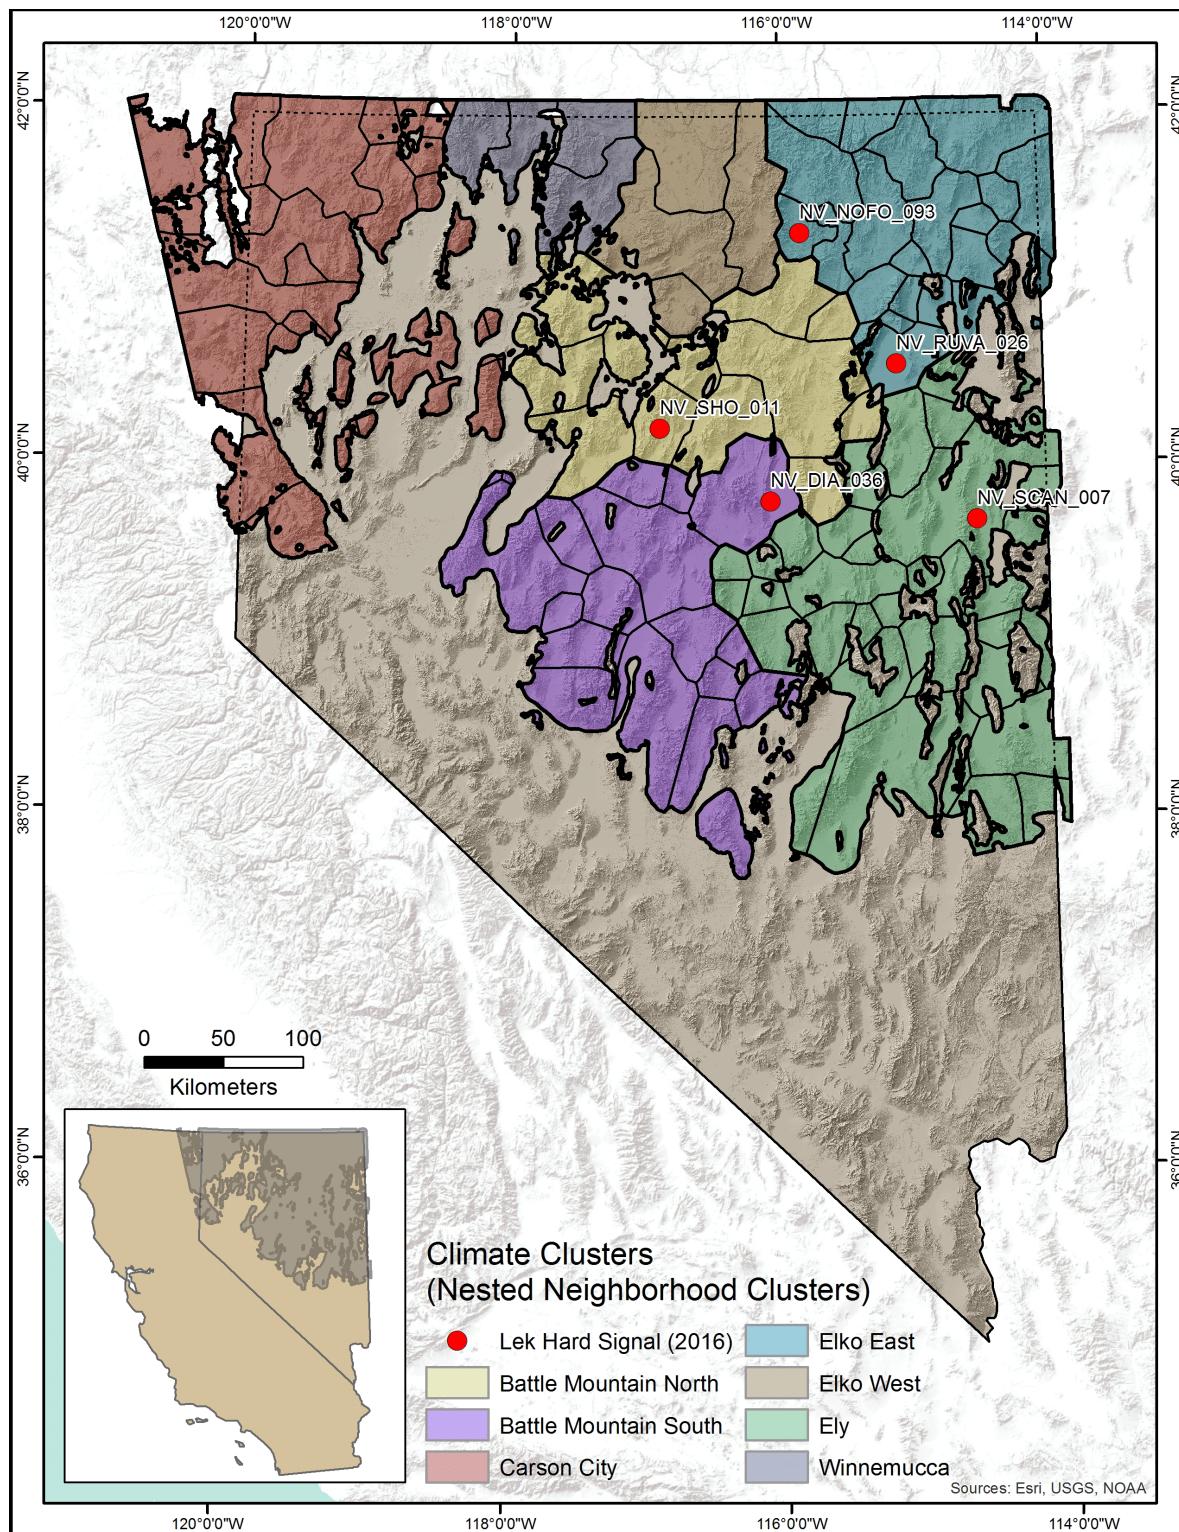 120°0'0"W 118°0'0"W 116°0'0"W 114°0'0"W
42°0'0"N 42°0'0"N
NV_NOFO_093
NV_RUVA_026
NV_SHO_011
40°0'0"N 40°0'0"N
NV_DIA_036
NV_SCAN_007
38°0'0"N 38°0'0"N
0 50 100
Kilometers
36°0'0"N 36°0'0"N
Climate Clusters
(Nested Neighborhood Clusters)
Lek Hard Signal (2016) Elko East
Battle Mountain North Elko West
Battle Mountain South Ely
Carson City Winnemucca
Sources: Esri, USGS, NOAA
120°0'0"W 118°0'0"W 116°0'0"W 114°0'0"W